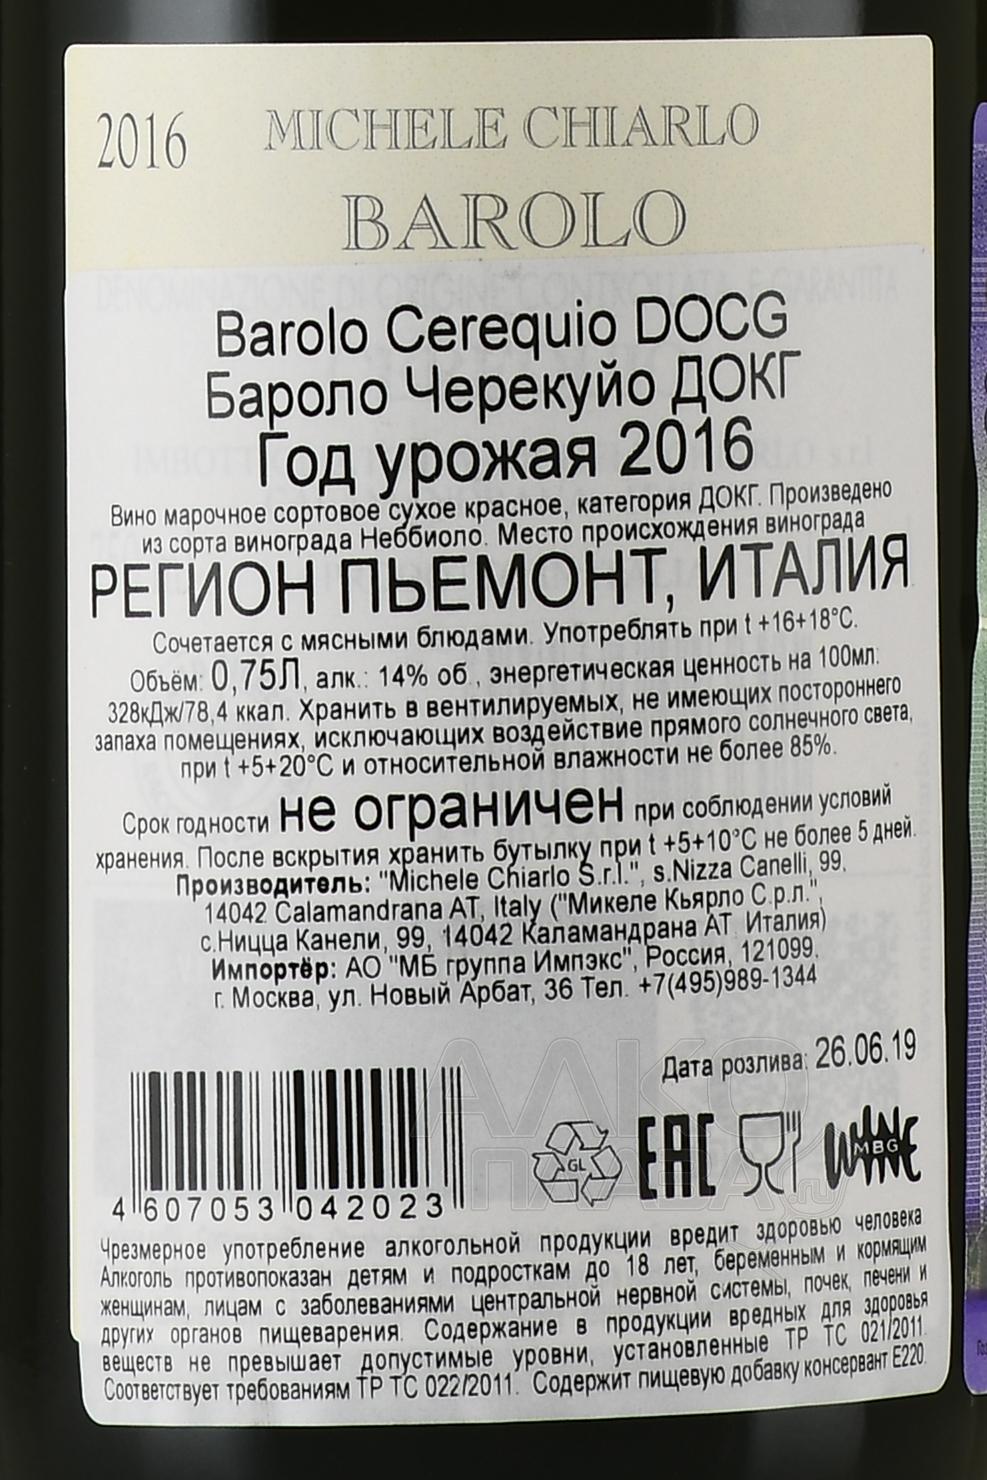 2016 MICHELE CHIARLO
BAROLO
DENOMINAZIONE DI ORIGINE CONTROLLATA E GARANTITA
Barolo Cerequio DOCG
Бароло Черекуйо ДОКГ
Год урожая 2016
Вино марочное сортовое сухое красное, категория ДОКГ. Произведено
из сорта винограда Неббиоло. Место происхождения винограда
РЕГИОН ПЬЕМОНТ, ИТАЛИЯ
Сочетается с мясными блюдами. Употреблять при t +16+18°C.
Объём: 0,75Л, алк.: 14% об., энергетическая ценность на 100мл:
328кДж/78,4 ккал. Хранить в вентилируемых, не имеющих постороннего
запаха помещениях, исключающих воздействие прямого солнечного света,
при t +5+20°C и относительной влажности не более 85%.
Срок годности не ограничен при соблюдении условий
хранения. После вскрытия хранить бутылку при t +5+10°C не более 5 дней.
Производитель: "Michele Chiarlo S.r.l.", s.Nizza Canelli, 99,
14042 Calamandrana AT, Italy ("Микеле Кьярло С.р.л.",
с.Ницца Канели, 99, 14042 Каламандрана АТ, Италия)
Импортёр: АО "МБ группа Импэкс", Россия, 121099,
г. Москва, ул. Новый Арбат, 36 Тел. +7(495)989-1344
Дата розлива: 26.06.19
GL EAC WINE MBG
4 607053 042023
АЛКО
ПЛАВА.ru
Чрезмерное употребление алкогольной продукции вредит здоровью человека
Алкоголь противопоказан детям и подросткам до 18 лет, беременным и кормящим
женщинам, лицам с заболеваниями центральной нервной системы, почек, печени и
других органов пищеварения. Содержание в продукции вредных для здоровья
веществ не превышает допустимые уровни, установленные ТР ТС 021/2011.
Соответствует требованиям ТР ТС 022/2011. Содержит пищевую добавку консервант Е220.